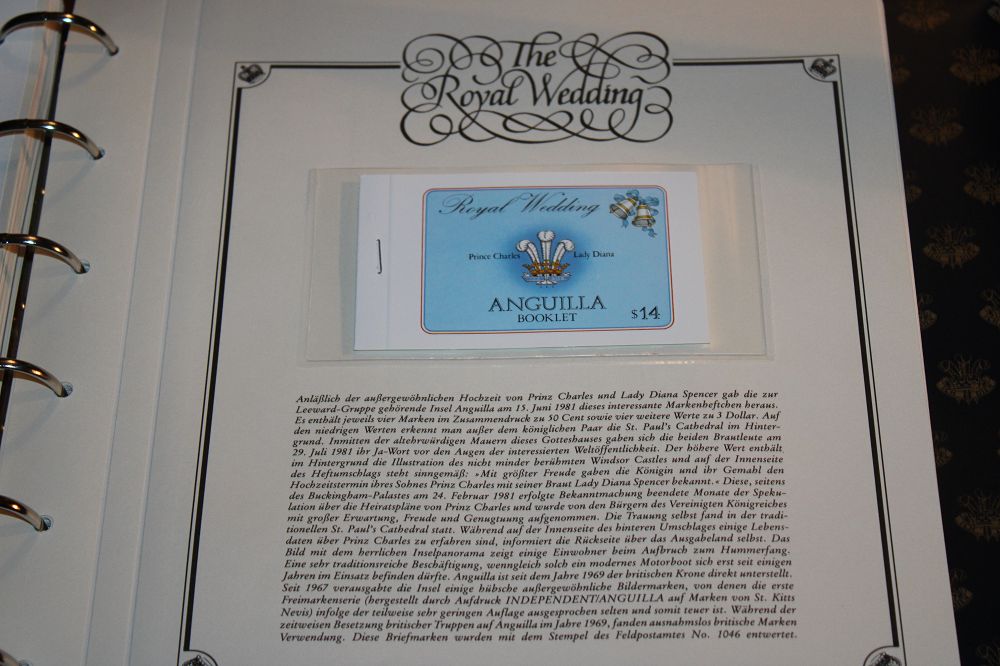 The
Royal Wedding
Royal Wedding
Prince Charles Lady Diana
ANGUILLA
BOOKLET
$14.
Anläßlich der außergewöhnlichen Hochzeit von Prinz Charles und Lady Diana Spencer gab die zur
Leeward-Gruppe gehörende Insel Anguilla am 15. Juni 1981 dieses interessante Markenheftchen heraus.
Es enthält jeweils vier Marken im Zusammendruck zu 50 Cent sowie vier weitere Werte zu 3 Dollar. Auf
den niedrigen Werten erkennt man außer dem königlichen Paar die St. Paul's Cathedral im Hinter-
grund. Inmitten der altehrwürdigen Mauern dieses Gotteshauses gaben sich die beiden Brautleute am
29. Juli 1981 ihr Ja-Wort vor den Augen der interessierten Weltöffentlichkeit. Der höhere Wert enthält
im Hintergrund die Illustration des nicht minder berühmten Windsor Castles und auf der Innenseite
des Heftumschlags steht sinngemäß: »Mit größter Freude gaben die Königin und ihr Gemahl den
Hochzeitstermin ihres Sohnes Prinz Charles mit seiner Braut Lady Diana Spencer bekannt.« Diese, seitens
des Buckingham-Palastes am 24. Februar 1981 erfolgte Bekanntmachung beendete Monate der Speku-
lation über die Heiratspläne von Prinz Charles und wurde von den Bürgern des Vereinigten Königreiches
mit großer Erwartung, Freude und Genugtuung aufgenommen. Die Trauung selbst fand in der tradi-
tionellen St. Paul's Cathedral statt. Während auf der Innenseite des hinteren Umschlages einige Lebens-
daten über Prinz Charles zu erfahren sind, informiert die Rückseite über das Ausgabeland selbst. Das
Bild mit dem herrlichen Inselpanorama zeigt einige Einwohner beim Aufbruch zum Hummerfang.
Eine sehr traditionsreiche Beschäftigung, wenngleich solch ein modernes Motorboot sich erst seit einigen
Jahren im Einsatz befinden dürfte. Anguilla ist seit dem Jahre 1969 der britischen Krone direkt unterstellt.
Seit 1967 verausgabte die Insel einige hübsche außergewöhnliche Bildermarken, von denen die erste
Freimarkenserie (hergestellt durch Aufdruck INDEPENDENT/ANGUILLA auf Marken von St. Kitts
Nevis) infolge der teilweise sehr geringen Auflage ausgesprochen selten und somit teuer ist. Während der
zeitweisen Besetzung britischer Truppen auf Anguilla im Jahre 1969, fanden ausnahmslos britische Marken
Verwendung. Diese Briefmarken wurden mit dem Stempel des Feldpostamtes No. 1046 entwertet.